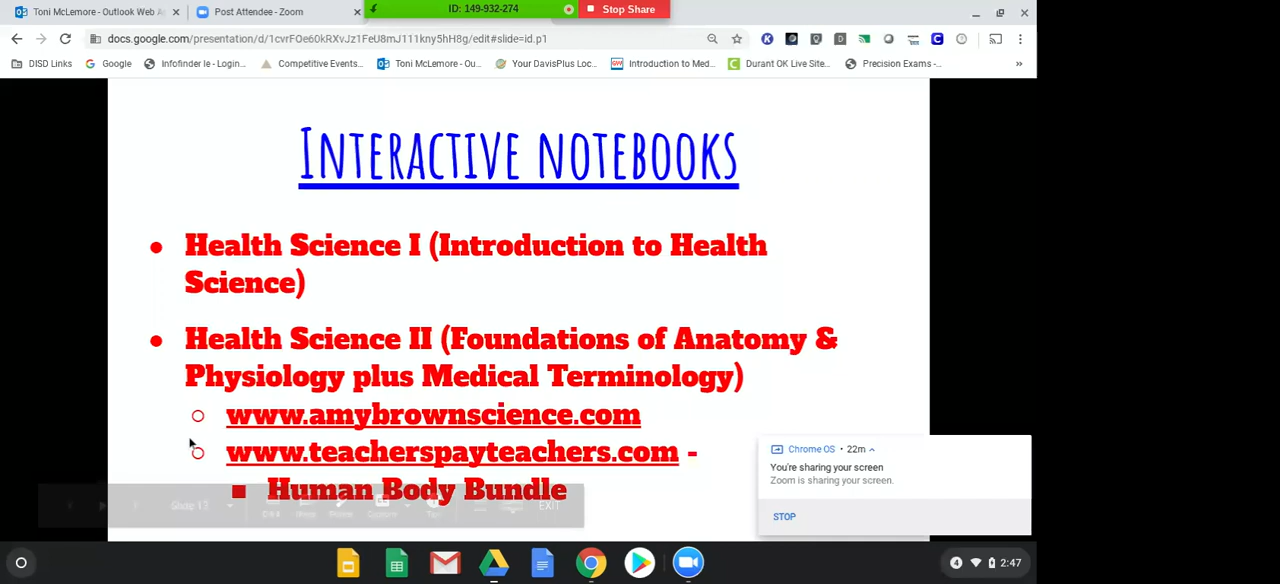 Toni McLemore - Outlook Web A
Post Attendee - Zoom
ID: 149-932-274
Stop Share
docs.google.com/presentation/d/1cvrFOe60kRXvJz1FeU8mJ111kny5hH8g/edit#slide=id.p1
DISD Links
Google
Infofinder le - Login...
Competitive Events...
Toni McLemore - Ou...
Your DavisPlus Loc...
Introduction to Med...
Durant OK Live Site...
Precision Exams -...
»
INTERACTIVE NOTEBOOKS
● Health Science I (Introduction to Health
Science)
● Health Science II (Foundations of Anatomy &
Physiology plus Medical Terminology)
○ www.amybrownscience.com
○ www.teacherspayteachers.com -
■ Human Body Bundle
EXIT
Chrome OS • 22m
You're sharing your screen
Zoom is sharing your screen.
STOP
4
2:47